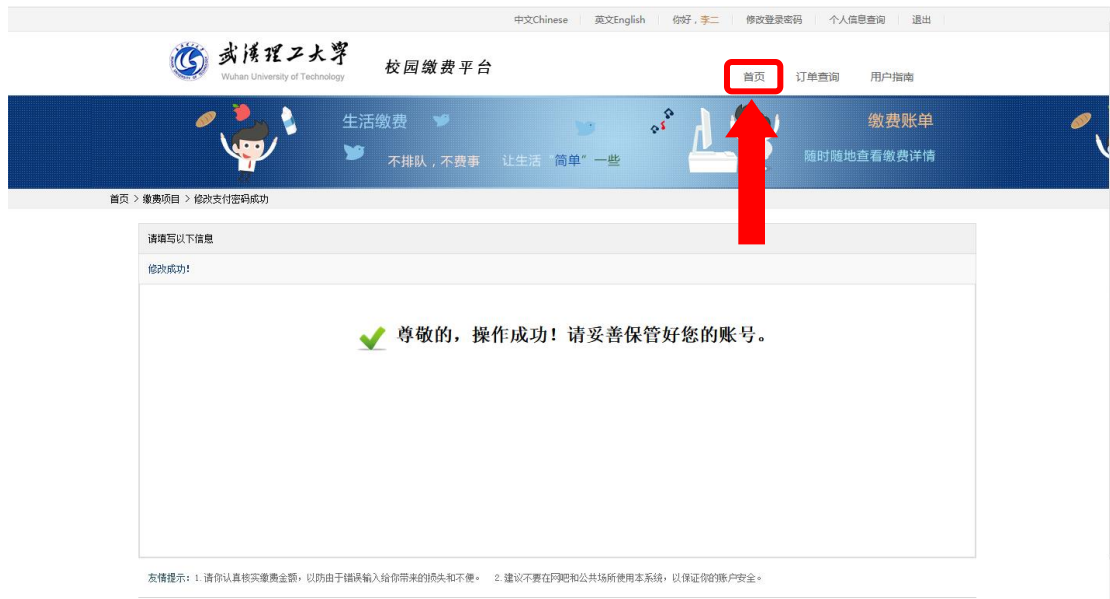 中文Chinese 英文English 你好,李二 修改登录密码 个人信息查询 退出
武汉理工大学
Wuhan University of Technology
校园缴费平台
首页 订单查询 用户指南
生活缴费
不排队,不费事 让生活“简单”一些
缴费账单
随时随地查看缴费详情
首页 > 缴费项目 > 修改支付密码成功
请填写以下信息
修改成功!
尊敬的,操作成功!请妥善保管好您的账号。
友情提示:1.请你认真核实缴费金额,以防由于错误输入给你带来的损失和不便。 2.建议不要在网吧和公共场所使用本系统,以保证你的账户安全。